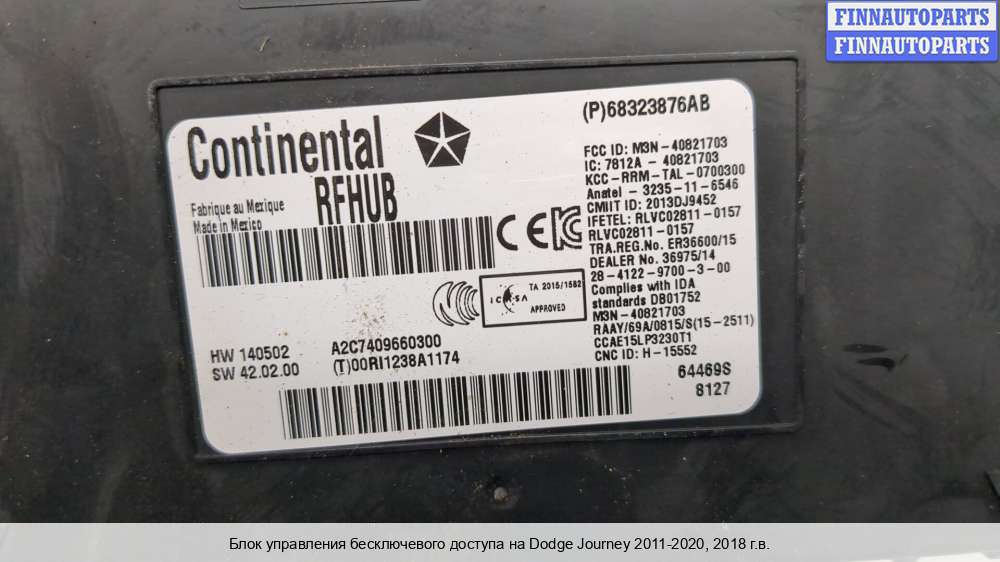 FINNAUTOPARTS
FINNAUTOPARTS
(P)68323876AB
Continental
RFHUB
Fabrique au Mexique
Made in Mexico
FCC ID: M3N-40821703
IC: 7812A - 40821703
KCC-RRM-TAL-0700300
Anatel - 3235-11-6546
CMIIT ID: 2013DJ9452
IFETEL: RLVC02811-0157
RLVC02811-0157
TRA.REG.No. ER36600/15
DEALER No. 36975/14
28-4122-9700-3-00
Complies with IDA
standards DB01752
M3N-40821703
RAAY/69A/0815/S(15-2511)
CCAE15LP3230T1
CNC ID: H-15552
CE
ICASA
TA 2015/1582
APPROVED
HW 140502
SW 42.02.00
A2C7409660300
(T)00RI1238A1174
64469S
8127
Блок управления бесключевого доступа на Dodge Journey 2011-2020, 2018 г.в.